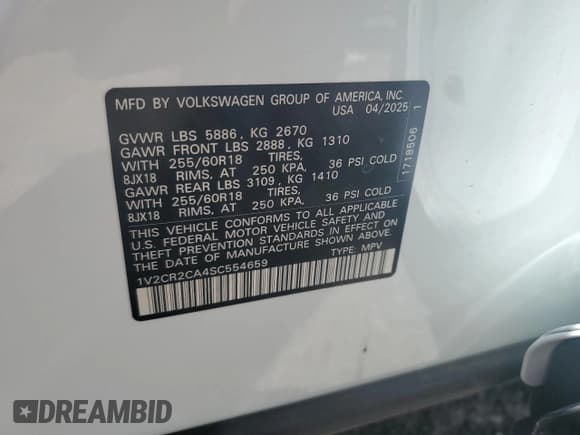 MFD BY VOLKSWAGEN GROUP OF AMERICA, INC.
USA 04/2025
GVWR LBS 5886, KG 2670
GAWR FRONT LBS 2888, KG 1310
WITH 255/60R18 TIRES,
8JX18 RIMS, AT 250 KPA, 36 PSI COLD
GAWR REAR LBS 3109, KG 1410
WITH 255/60R18 TIRES,
8JX18 RIMS, AT 250 KPA, 36 PSI COLD
THIS VEHICLE CONFORMS TO ALL APPLICABLE
U.S. FEDERAL MOTOR VEHICLE SAFETY AND
THEFT PREVENTION STANDARDS IN EFFECT ON
THE DATE OF MANUFACTURE SHOWN ABOVE.
1V2CR2CA4SC554659 TYPE: MPV
1718506 1
DREAMBID